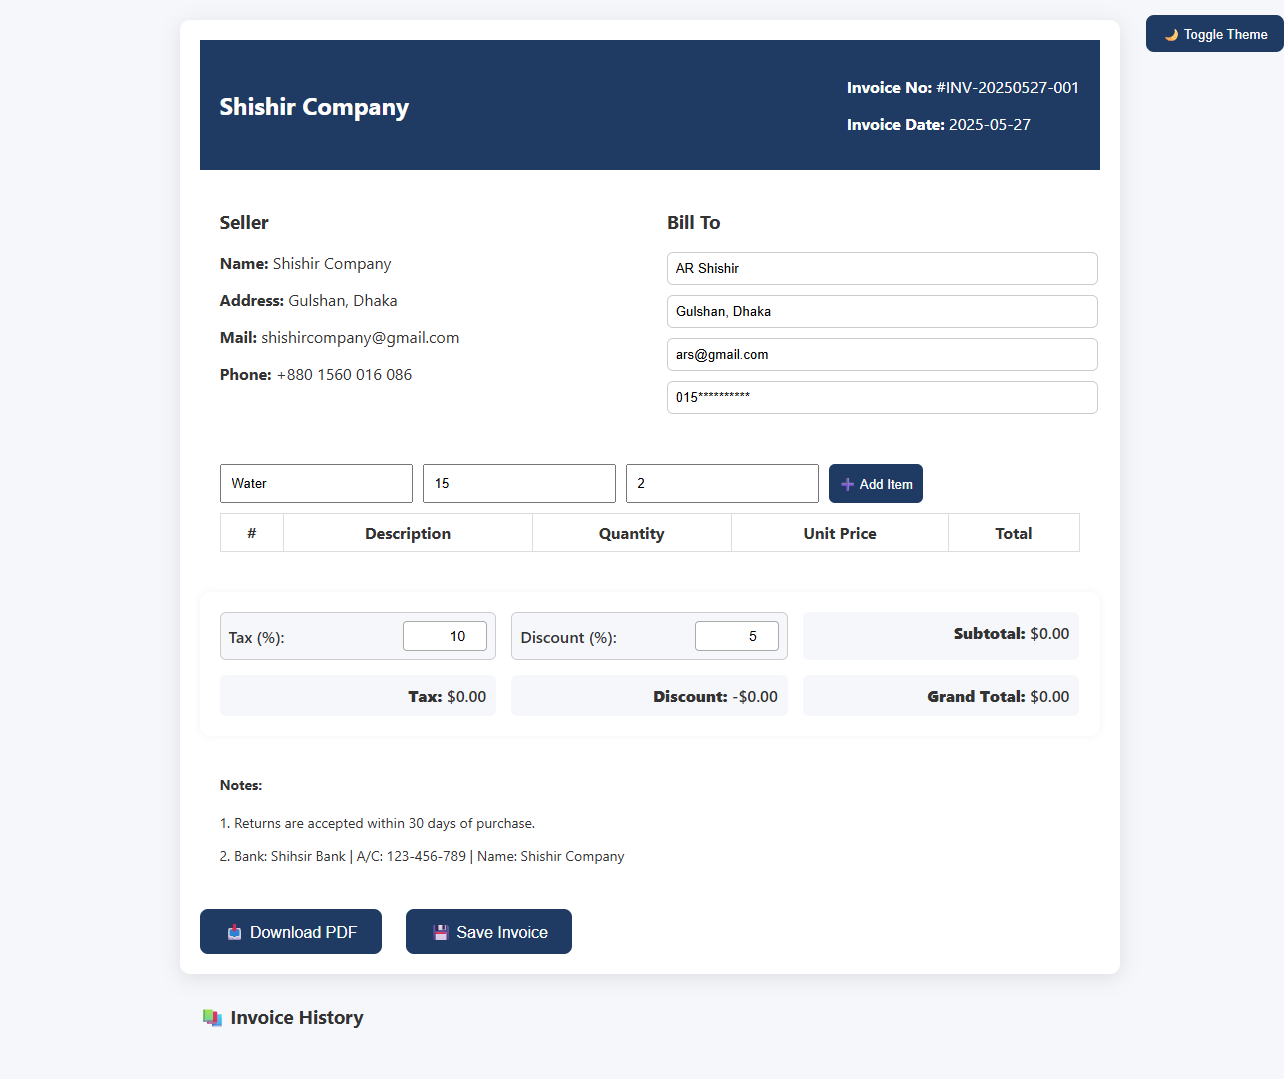 🌙 Toggle Theme
Shishir Company
Invoice No: #INV-20250527-001
Invoice Date: 2025-05-27
Seller
Name: Shishir Company
Address: Gulshan, Dhaka
Mail: shishircompany@gmail.com
Phone: +880 1560 016 086
Bill To
AR Shishir
Gulshan, Dhaka
ars@gmail.com
015**********
Water 15 2 ➕ Add Item
# Description Quantity Unit Price Total
Tax (%): 10 Discount (%): 5 Subtotal: $0.00
Tax: $0.00 Discount: -$0.00 Grand Total: $0.00
Notes:
1. Returns are accepted within 30 days of purchase.
2. Bank: Shihsir Bank | A/C: 123-456-789 | Name: Shishir Company
📥 Download PDF 💾 Save Invoice
📚 Invoice History